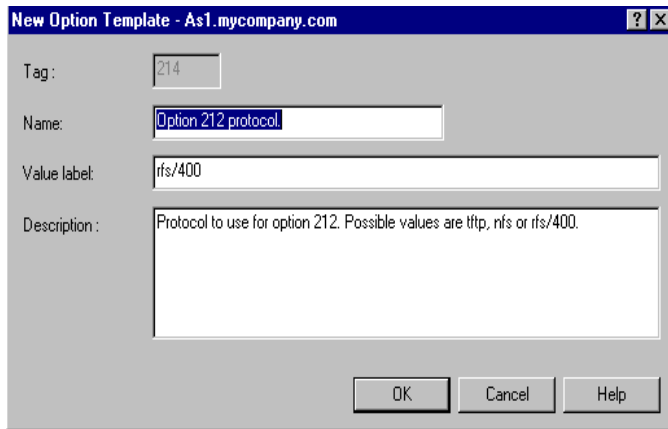 New Option Template - As1.mycompany.com
Tag :
214
Name:
Option 212 protocol.
Value label:
rfs/400
Description :
Protocol to use for option 212. Possible values are tftp, nfs or rfs/400.
OK
Cancel
Help